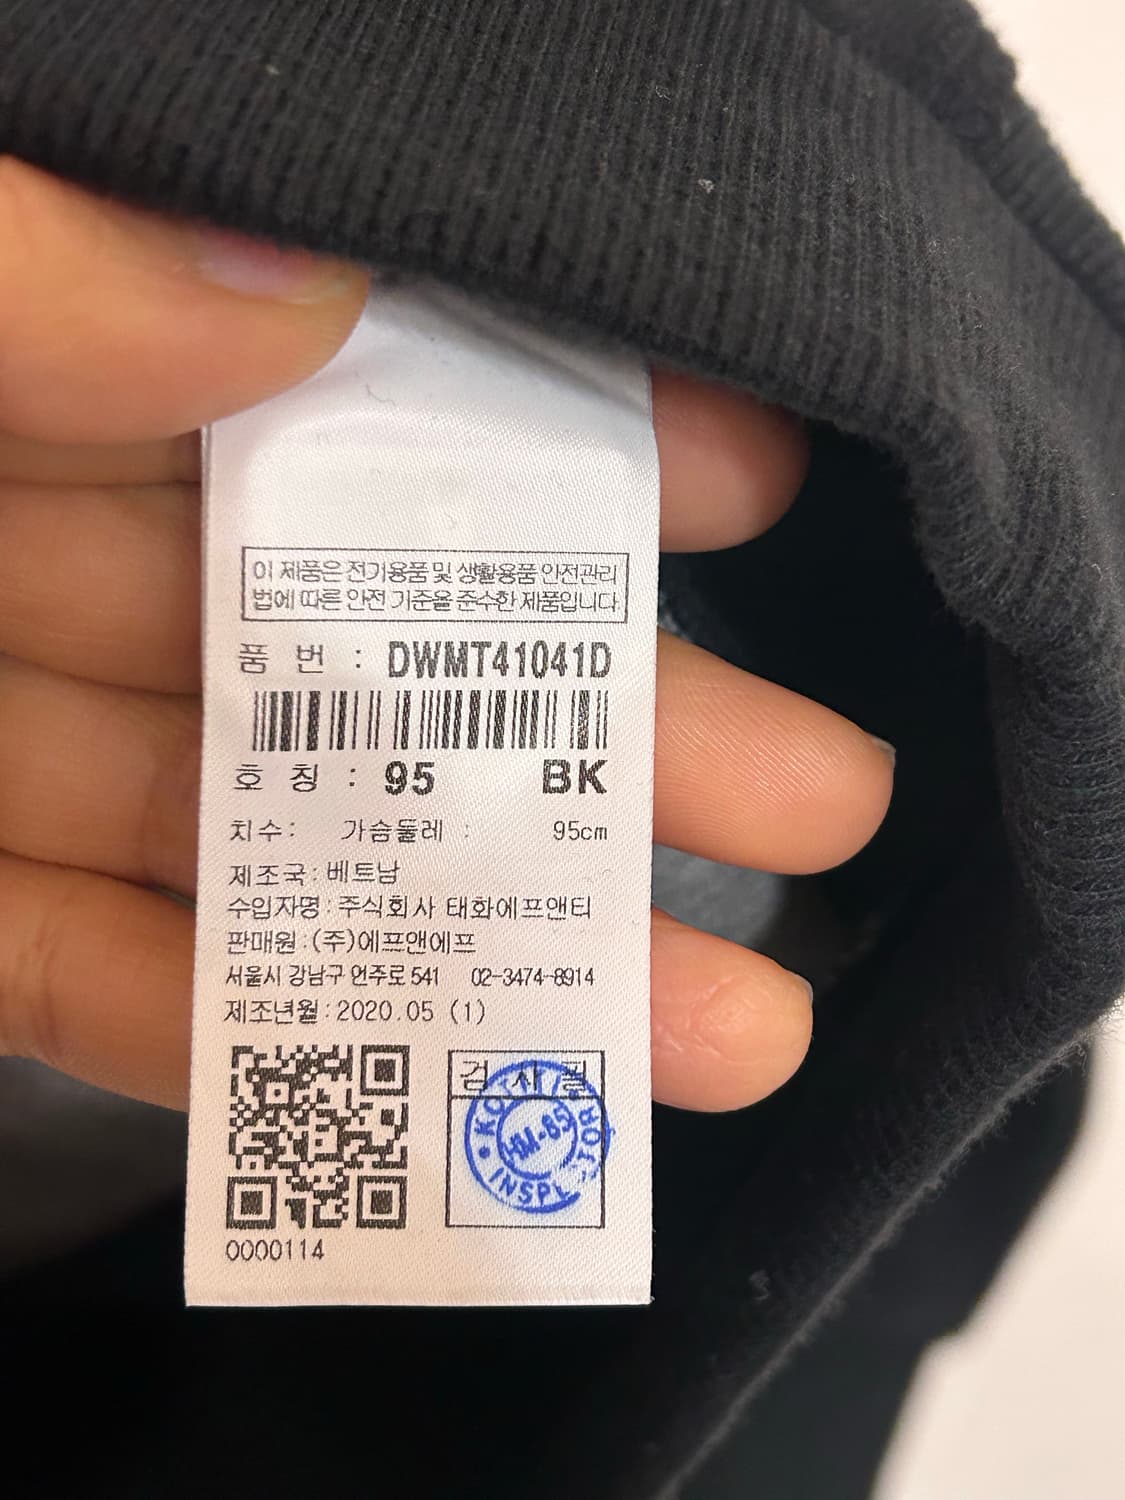 이 제품은 전기용품 및 생활용품 안전관리
법에 따른 안전 기준을 준수한 제품입니다.
품 번 : DWMT41041D
호 칭 : 95 BK
치수: 가슴둘레 : 95cm
제조국:베트남
수입자명:주식회사 태화에프앤티
판매원:(주)에프앤에프
서울시 강남구 언주로 541 02-3474-8914
제조년월:2020.05 (1)
검 사 필
KOTITI
HM-85
INSPE TOR
0000114